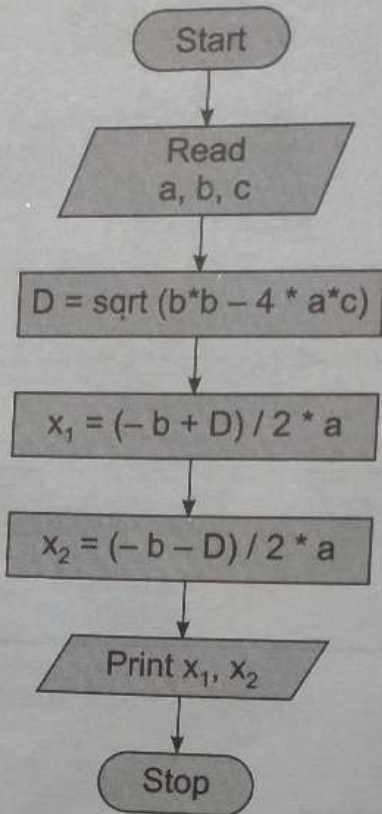 Start
Read
a, b, c
D = sqrt (b*b – 4 * a*c)
x₁ = (– b + D) / 2 * a
x₂ = (– b – D) / 2 * a
Print x₁, x₂
Stop